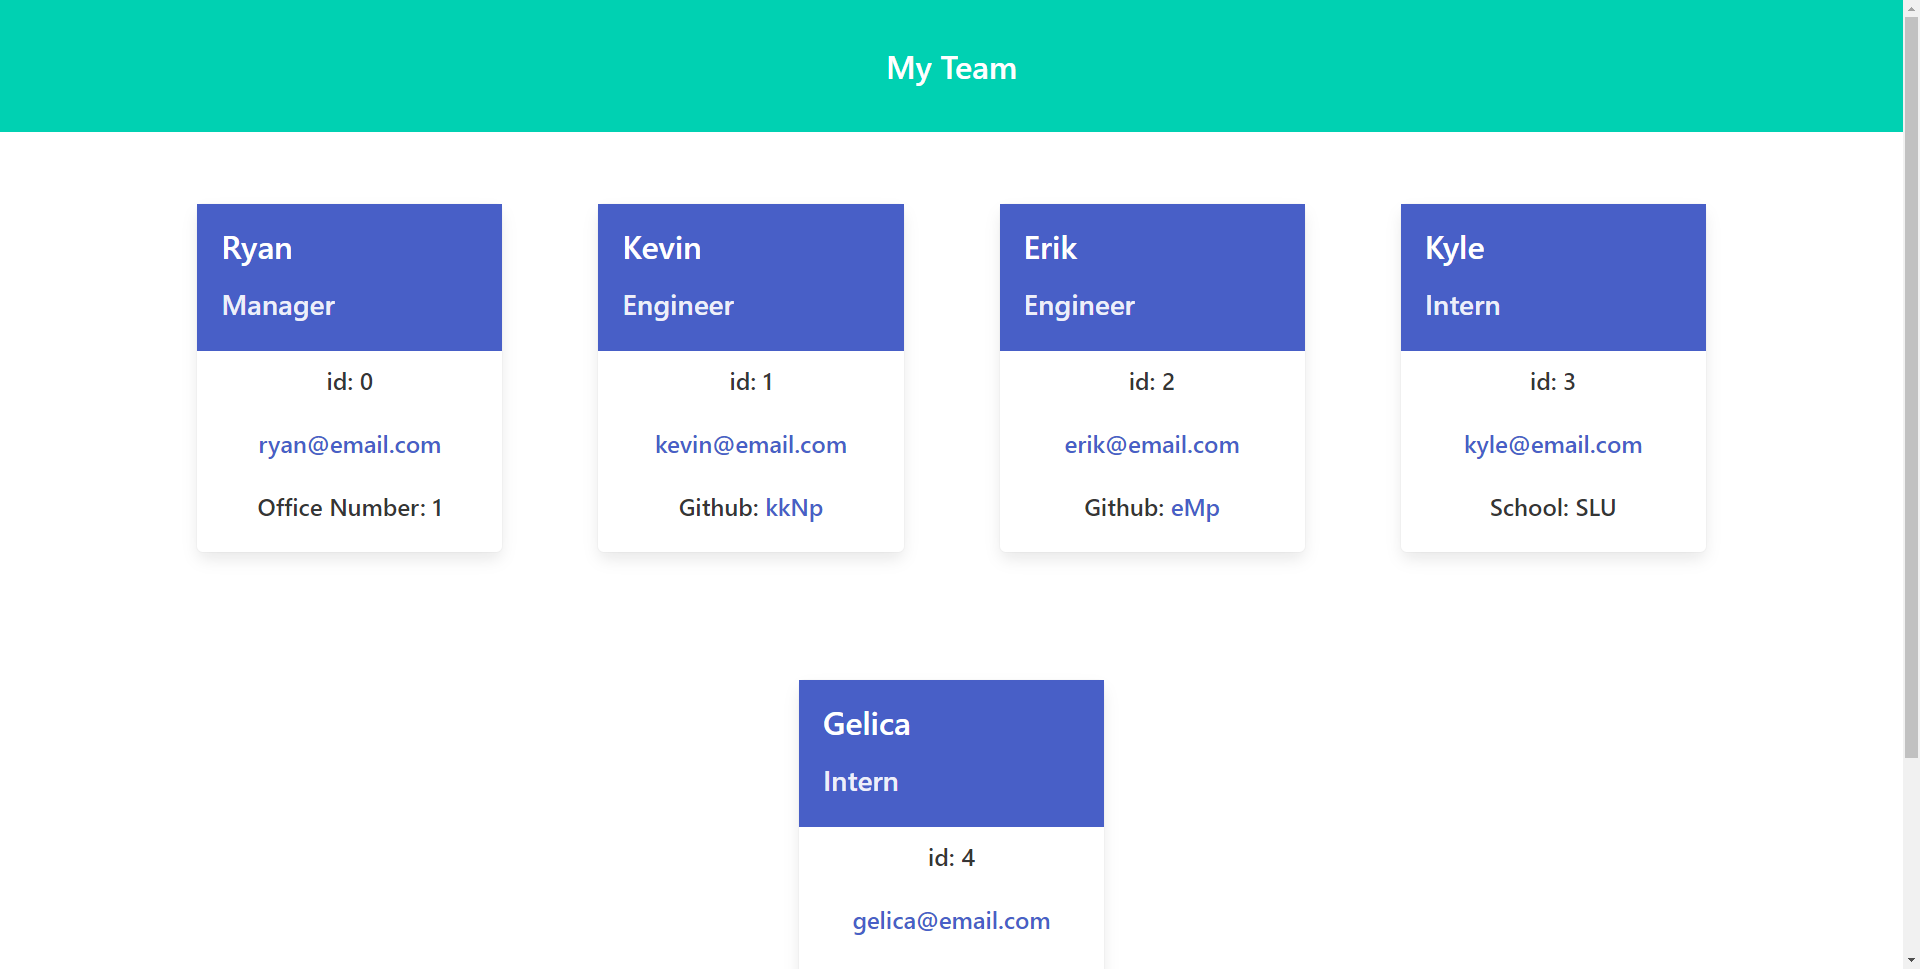 My Team
Ryan
Manager
id: 0
ryan@email.com
Office Number: 1
Kevin
Engineer
id: 1
kevin@email.com
Github: kkNp
Erik
Engineer
id: 2
erik@email.com
Github: eMp
Kyle
Intern
id: 3
kyle@email.com
School: SLU
Gelica
Intern
id: 4
gelica@email.com